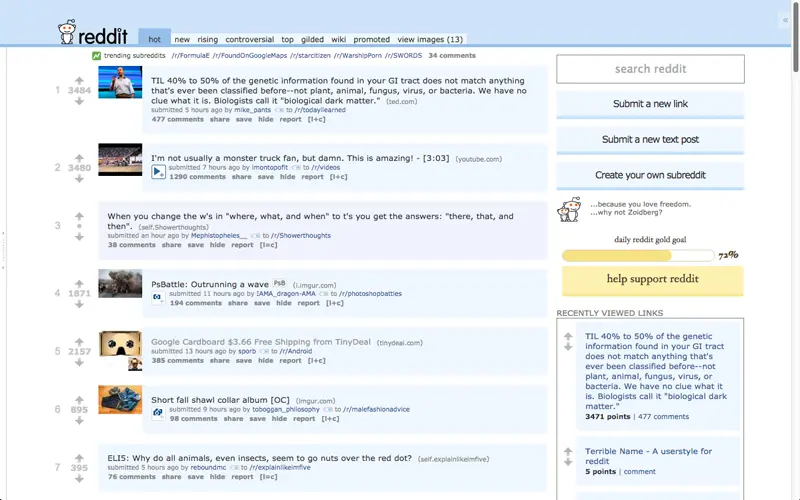 «
reddit hot new rising controversial top gilded wiki promoted view images (13)
trending subreddits /r/FormulaE /r/FoundOnGoogleMaps /r/starcitizen /r/WarshipPorn /r/SWORDS 34 comments
1 3484
TIL 40% to 50% of the genetic information found in your GI tract does not match anything
that's ever been classified before--not plant, animal, fungus, virus, or bacteria. We have no
clue what it is. Biologists call it "biological dark matter." (ted.com)
submitted 5 hours ago by mike_pants to /r/todayilearned
477 comments share save hide report [l+c]
2 3480
I'm not usually a monster truck fan, but damn. This is amazing! - [3:03] (youtube.com)
submitted 7 hours ago by imontopofit to /r/videos
1290 comments share save hide report [l+c]
3 •
When you change the w's in "where, what, and when" to t's you get the answers: "there, that, and
then". (self.Showerthoughts)
submitted an hour ago by Mephistopheles__ to /r/Showerthoughts
38 comments share save hide report [l=c]
4 1871
PsBattle: Outrunning a wave PsB (i.imgur.com)
submitted 11 hours ago by !AMA_dragon-AMA to /r/photoshopbattles
194 comments share save hide report [l+c]
5 2157
Google Cardboard $3.66 Free Shipping from TinyDeal (tinydeal.com)
submitted 13 hours ago by sporb to /r/Android
385 comments share save hide report [l+c]
6 895
Short fall shawl collar album [OC] (imgur.com)
submitted 9 hours ago by toboggan_philosophy to /r/malefashionadvice
98 comments share save hide report [l+c]
7 395
ELI5: Why do all animals, even insects, seem to go nuts over the red dot? (self.explainlikeimfive)
submitted 5 hours ago by reboundmc to /r/explainlikeimfive
76 comments share save hide report [l=c]
search reddit
Submit a new link
Submit a new text post
Create your own subreddit
...because you love freedom.
...why not Zoidberg?
daily reddit gold goal
72%
help support reddit
RECENTLY VIEWED LINKS
TIL 40% to 50% of the genetic
information found in your GI tract
does not match anything that's
ever been classified before--not
plant, animal, fungus, virus, or
bacteria. We have no clue what it
is. Biologists call it "biological dark
matter."
3471 points | 477 comments
Terrible Name - A userstyle for
reddit
5 points | comment